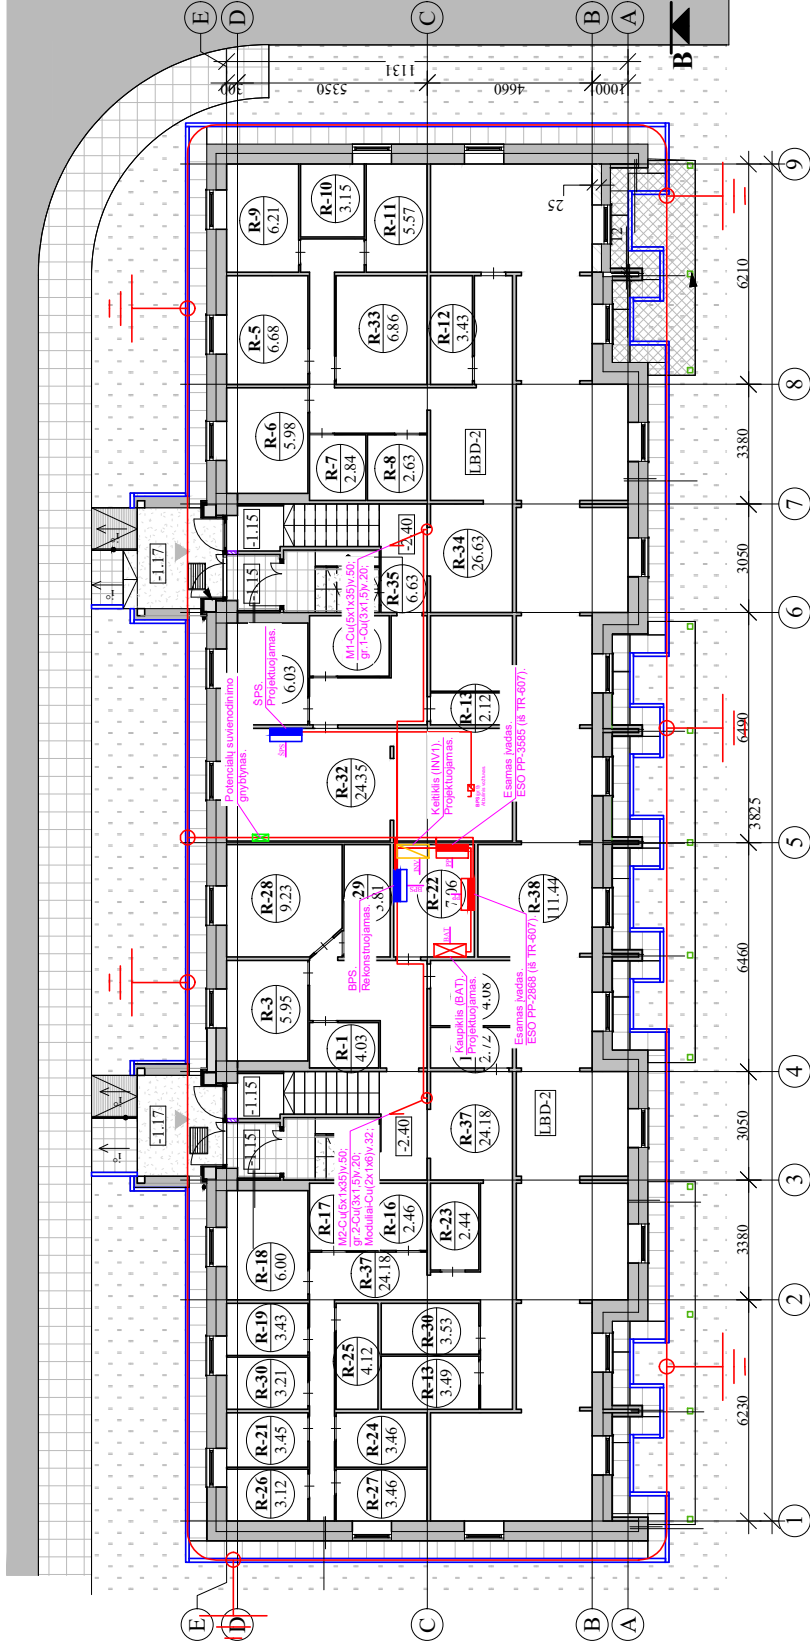 E
D
C
B
A
B
1131
300
5350
4660
1000
25
12
9
8
7
6
5
4
3
2
1
6210
3380
3050
6490
3825
6460
3050
3380
6230
R-9
6.21
R-10
3.15
R-11
5.57
R-5
6.68
R-33
6.86
R-12
3.43
R-6
5.98
R-7
2.84
R-8
2.63
LBD-2
-1.17
-1.15
-1.15
-2.40
R-34
26.63
R-35
6.63
M1-Cu(5x1x35)v.50;
gr.1-Cu(3x1,5)v.20;
6.03
ŠPS.
Projektuojamas.
ŠPS
R-13
2.12
Potencialų suvienodinimo
gnybtynas.
R-32
24.35
Keitiklis (INV1).
Projektuojamas.
Esamas įvadas.
ESO PP-3585 (iš TR-607).
R-28
9.23
29
3.81
BPS.
Rekonstruojamas.
INV
R-22
7.06
R-38
111.44
BAT
Kaupiklis (BAT).
Projektuojamas.
Esamas įvadas.
ESO PP-2868 (iš TR-607).
R-3
5.95
R-1
4.03
4.08
2.72
-1.17
-1.15
-1.15
-2.40
R-37
24.18
LBD-2
M2-Cu(5x1x35)v.50;
gr.2-Cu(3x1,5)v.20;
Moduliai-Cu(2x1x6)v.32;
R-17
R-16
2.46
R-23
2.44
R-18
6.00
R-37
24.18
R-19
3.43
R-30
3.21
R-25
4.12
R-30
3.53
R-13
3.49
R-21
3.45
R-24
3.46
R-26
3.12
R-27
3.46
E
D
C
B
A